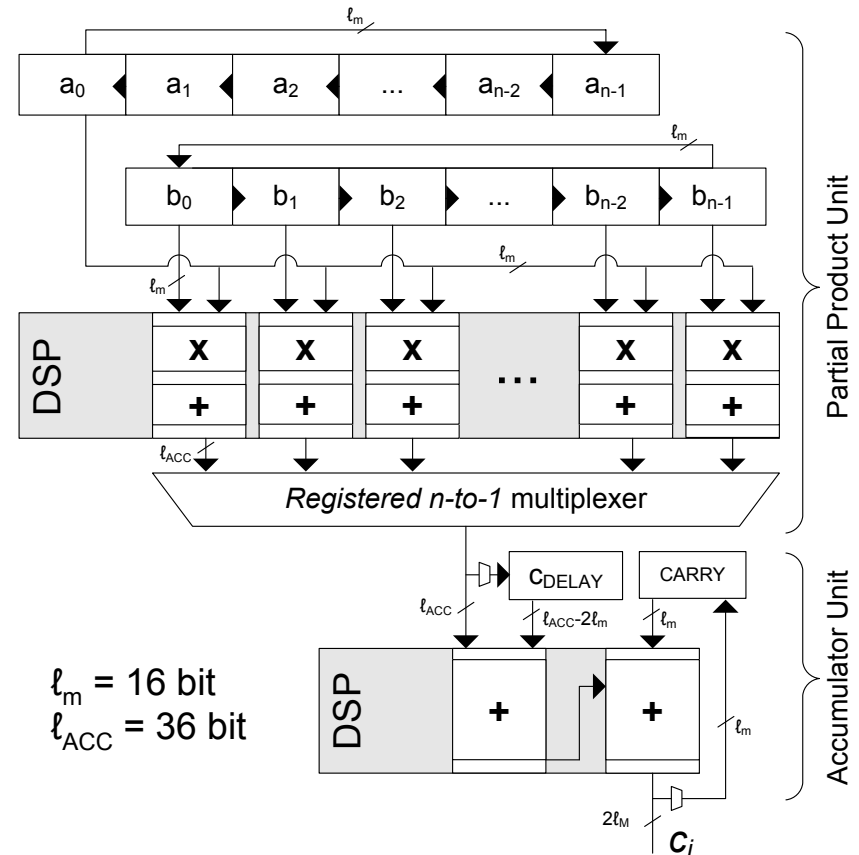 ℓm
a0 a1 a2 ... an-2 an-1
ℓm
b0 b1 b2 ... bn-2 bn-1
ℓm ℓm
DSP
x x x ... x x
+ + + + +
ℓACC
Registered n-to-1 multiplexer
Partial Product Unit
CDELAY CARRY
ℓACC ℓACC-2ℓm ℓm
ℓm = 16 bit
ℓACC = 36 bit
DSP
+ +
ℓm
2ℓM
ci
Accumulator Unit